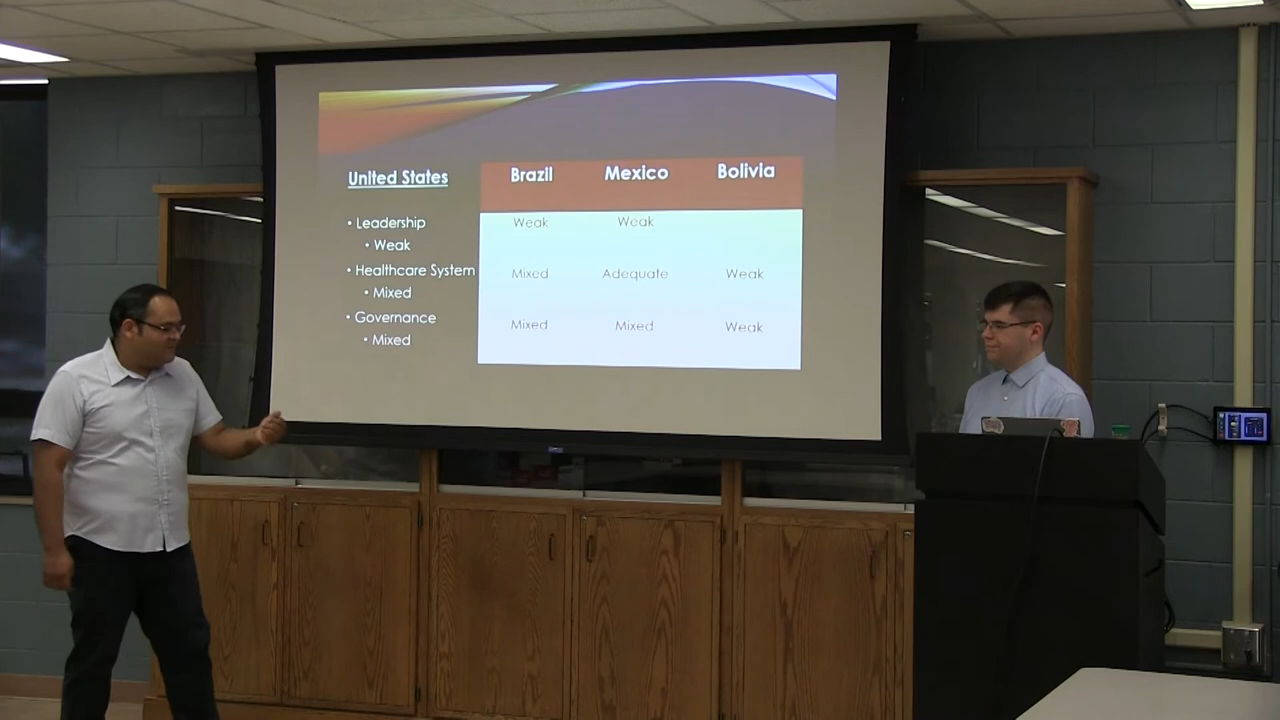 United States
• Leadership
• Weak
• Healthcare System
• Mixed
• Governance
• Mixed
Brazil Mexico Bolivia
Weak Weak
Mixed Adequate Weak
Mixed Mixed Weak